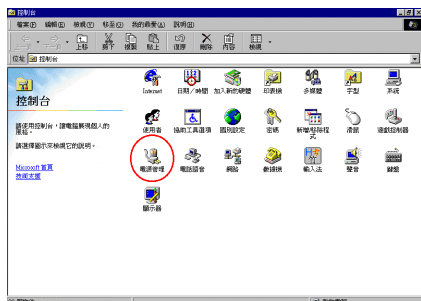 控制台
檔案(F) 編輯(E) 檢視(V) 移至(G) 我的最愛(A) 說明(H)
上移 剪下 複製 貼上 復原 刪除 內容 檢視
網址 控制台
控制台
請使用控制台，讓電腦展現個人的
風格。
請選擇圖示來檢視它的說明。
Microsoft 首頁
技術支援
Internet 日期/時間 加入新的硬體 印表機 多媒體 字型 系統
使用者 協助工具選項 國別設定 密碼 新增/移除程
式 滑鼠 遊戲控制器
電源管理 電話語音 網路 數據機 輸入法 聲音 鍵盤
顯示器